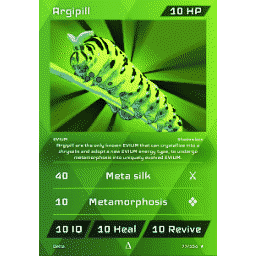 Argipill 10 HP
EVIUM
Argipill are the only known EVIUM that can crystallize into a
chrysalis and adopt a new EVIUM energy type, to undergo
metamorphosis into uniquely evolved EVIUM.
40 Meta silk
10 Metamorphosis
10 IQ 10 Heal 10 Revive